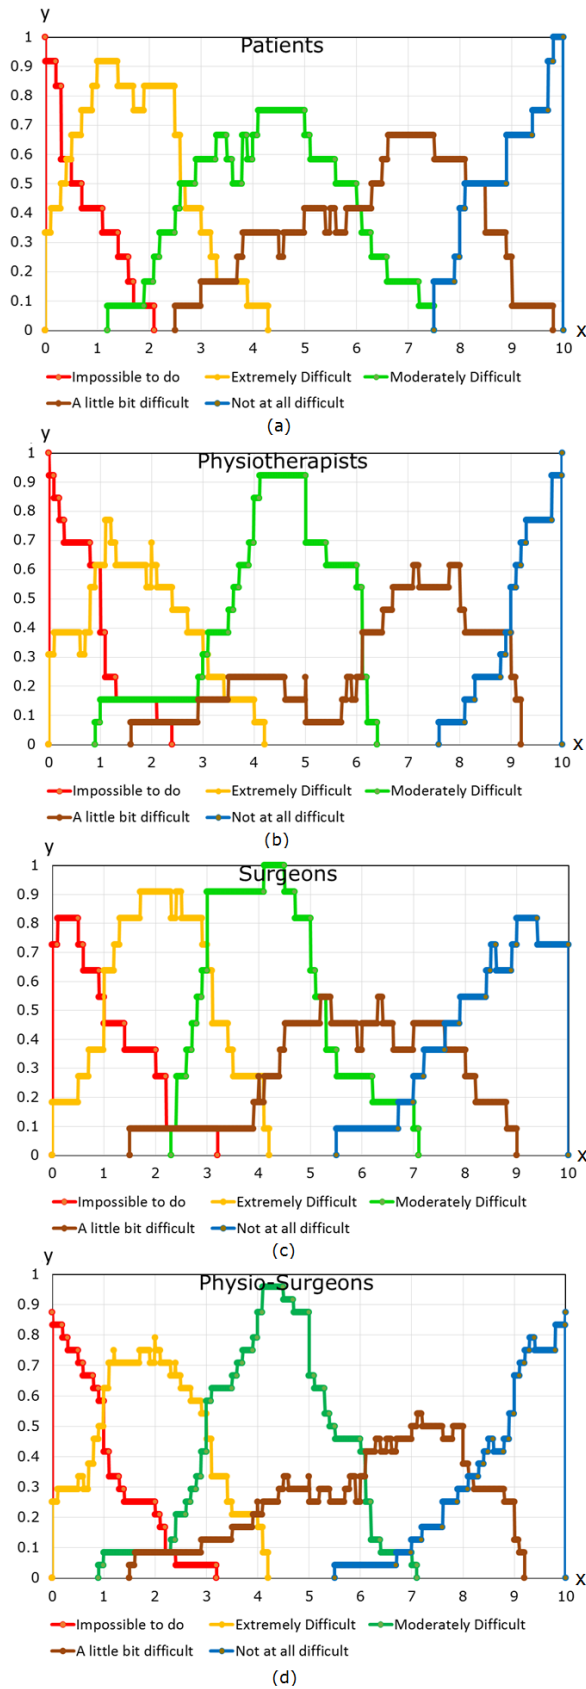 y
Patients
1
0.9
0.8
0.7
0.6
0.5
0.4
0.3
0.2
0.1
0
0 1 2 3 4 5 6 7 8 9 10 x
Impossible to do Extremely Difficult Moderately Difficult
A little bit difficult Not at all difficult
(a)
y
Physiotherapists
1
0.9
0.8
0.7
0.6
0.5
0.4
0.3
0.2
0.1
0
0 1 2 3 4 5 6 7 8 9 10 x
Impossible to do Extremely Difficult Moderately Difficult
A little bit difficult Not at all difficult
(b)
y
Surgeons
1
0.9
0.8
0.7
0.6
0.5
0.4
0.3
0.2
0.1
0
0 1 2 3 4 5 6 7 8 9 10 x
Impossible to do Extremely Difficult Moderately Difficult
A little bit difficult Not at all difficult
(c)
y
Physio-Surgeons
1
0.9
0.8
0.7
0.6
0.5
0.4
0.3
0.2
0.1
0
0 1 2 3 4 5 6 7 8 9 10 x
Impossible to do Extremely Difficult Moderately Difficult
A little bit difficult Not at all difficult
(d)